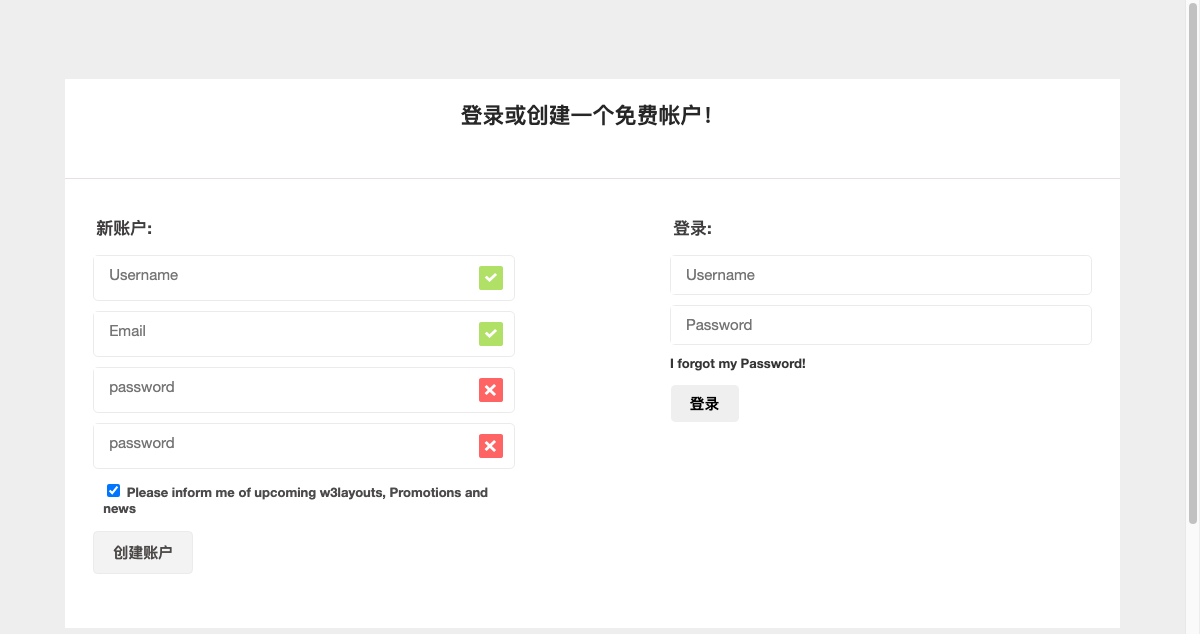 登录或创建一个免费帐户！
新账户:
Username
Email
password
password
Please inform me of upcoming w3layouts, Promotions and
news
创建账户
登录:
Username
Password
I forgot my Password!
登录